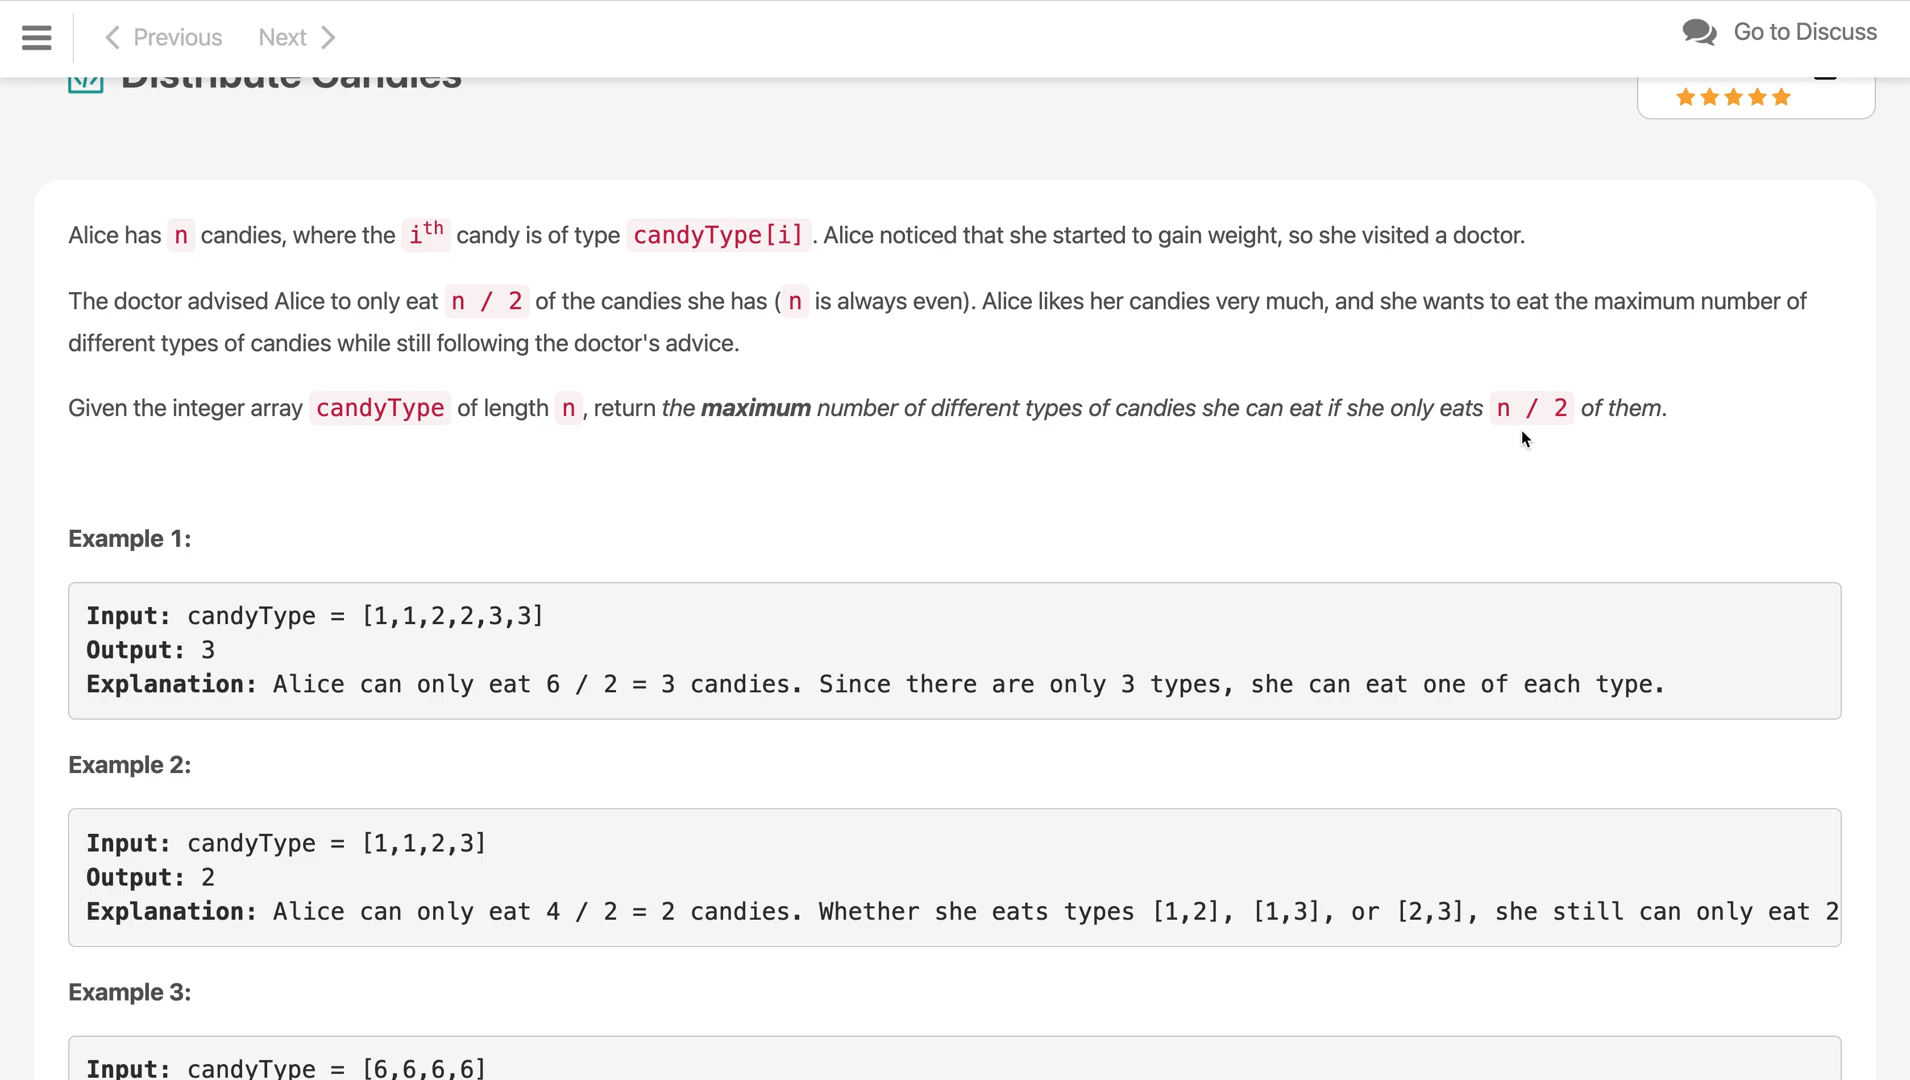 Previous Next Go to Discuss
Distribute Candies
Alice has n candies, where the ith candy is of type candyType[i] . Alice noticed that she started to gain weight, so she visited a doctor.
The doctor advised Alice to only eat n / 2 of the candies she has ( n is always even). Alice likes her candies very much, and she wants to eat the maximum number of
different types of candies while still following the doctor's advice.
Given the integer array candyType of length n , return the maximum number of different types of candies she can eat if she only eats n / 2 of them.
Example 1:
Input: candyType = [1,1,2,2,3,3]
Output: 3
Explanation: Alice can only eat 6 / 2 = 3 candies. Since there are only 3 types, she can eat one of each type.
Example 2:
Input: candyType = [1,1,2,3]
Output: 2
Explanation: Alice can only eat 4 / 2 = 2 candies. Whether she eats types [1,2], [1,3], or [2,3], she still can only eat 2
Example 3:
Input: candyType = [6,6,6,6]